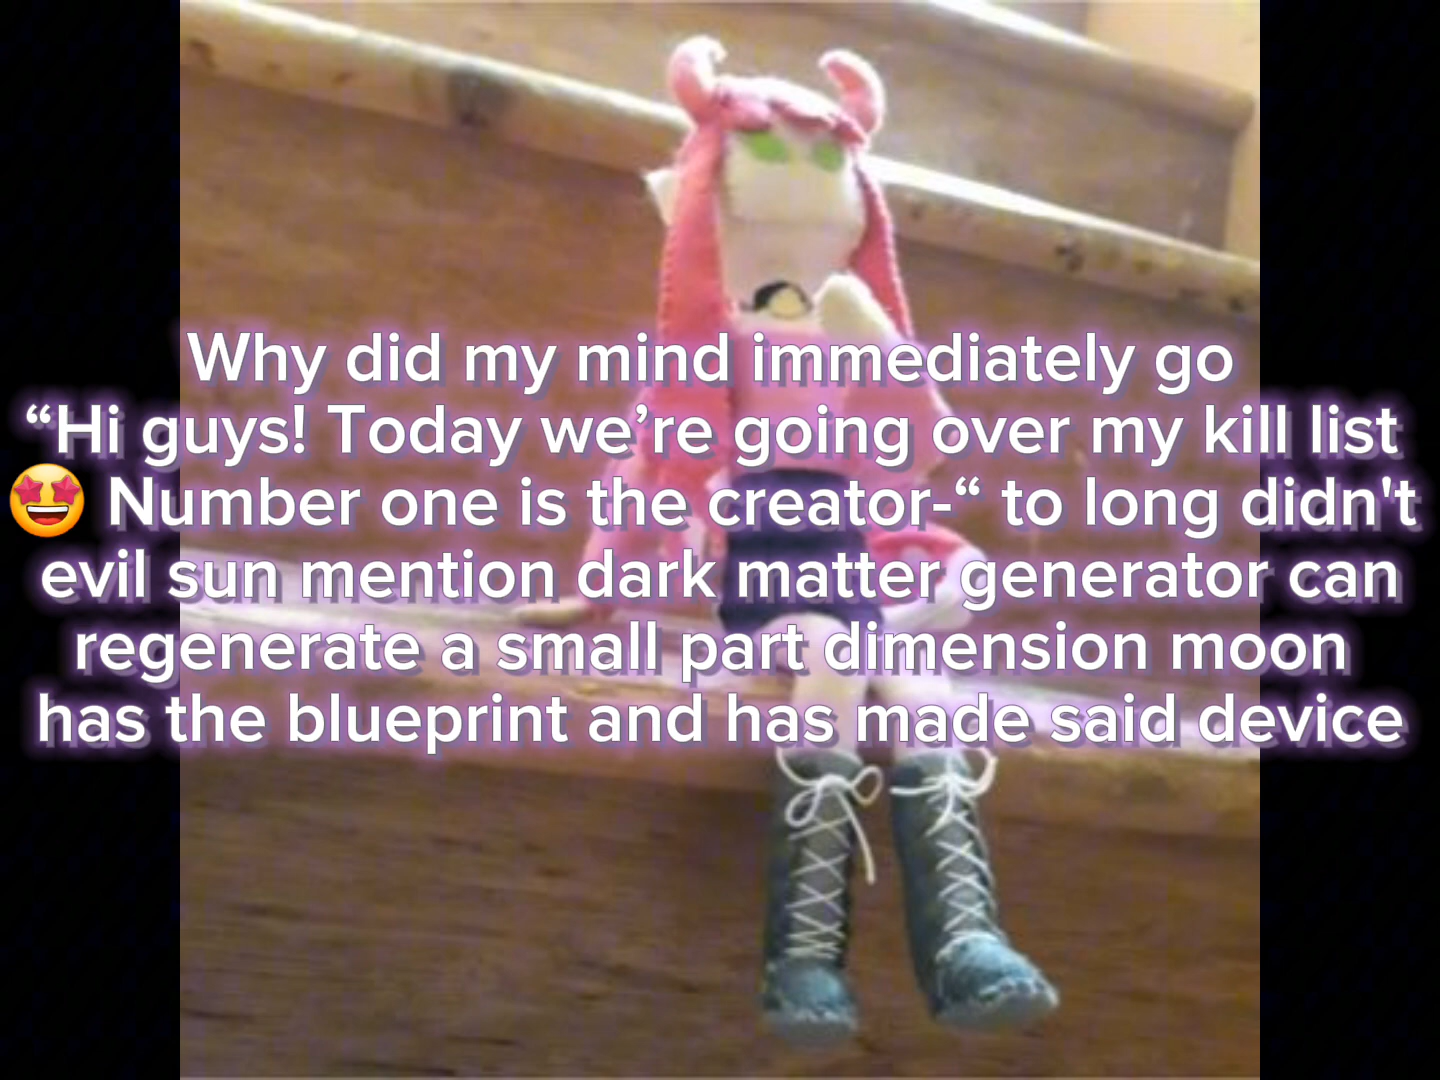 Why did my mind immediately go
“Hi guys! Today we’re going over my kill list
🤩 Number one is the creator-“ to long didn't
evil sun mention dark matter generator can
regenerate a small part dimension moon
has the blueprint and has made said device